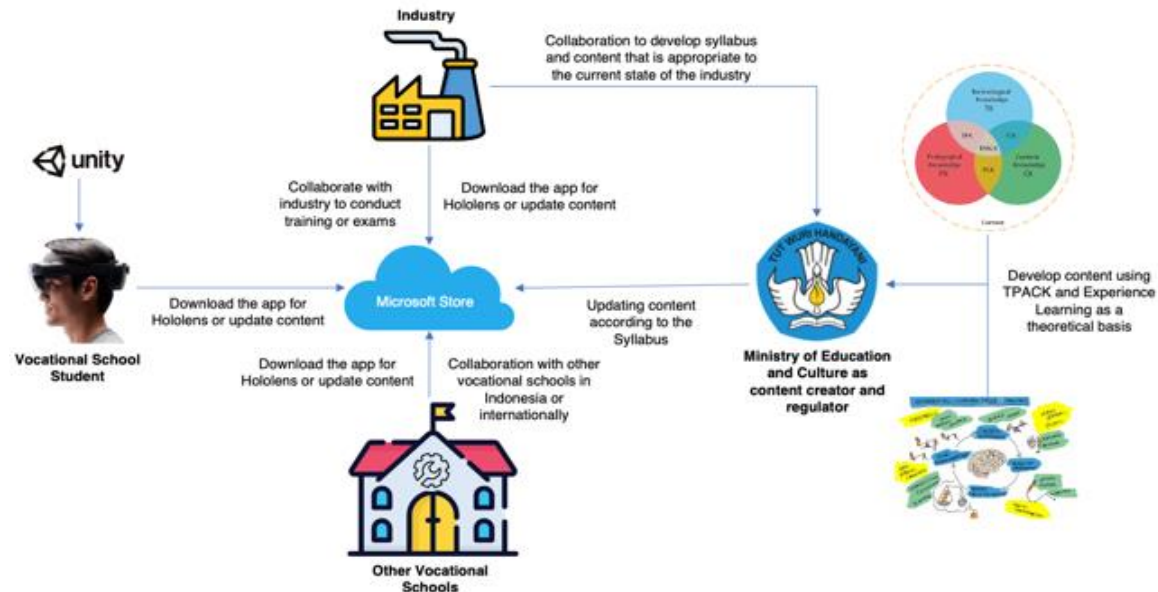 Industry
Collaboration to develop syllabus
and content that is appropriate to
the current state of the industry
Technological
Knowledge
TK
Pedagogical
Knowledge
PK
Content
Knowledge
CK
TPACK
PCK
Context
unity
Collaborate with
industry to conduct
training or exams
Download the app for
Hololens or update content
TUT WURI HANDAYANI
Microsoft Store
Download the app for
Hololens or update content
Updating content
according to the
Syllabus
Develop content using
TPACK and Experience
Learning as a
theoretical basis
Vocational School
Student
Download the app for
Hololens or update content
Collaboration with other
vocational schools in
Indonesia or
internationally
Ministry of Education
and Culture as
content creator and
regulator
Other Vocational
Schools